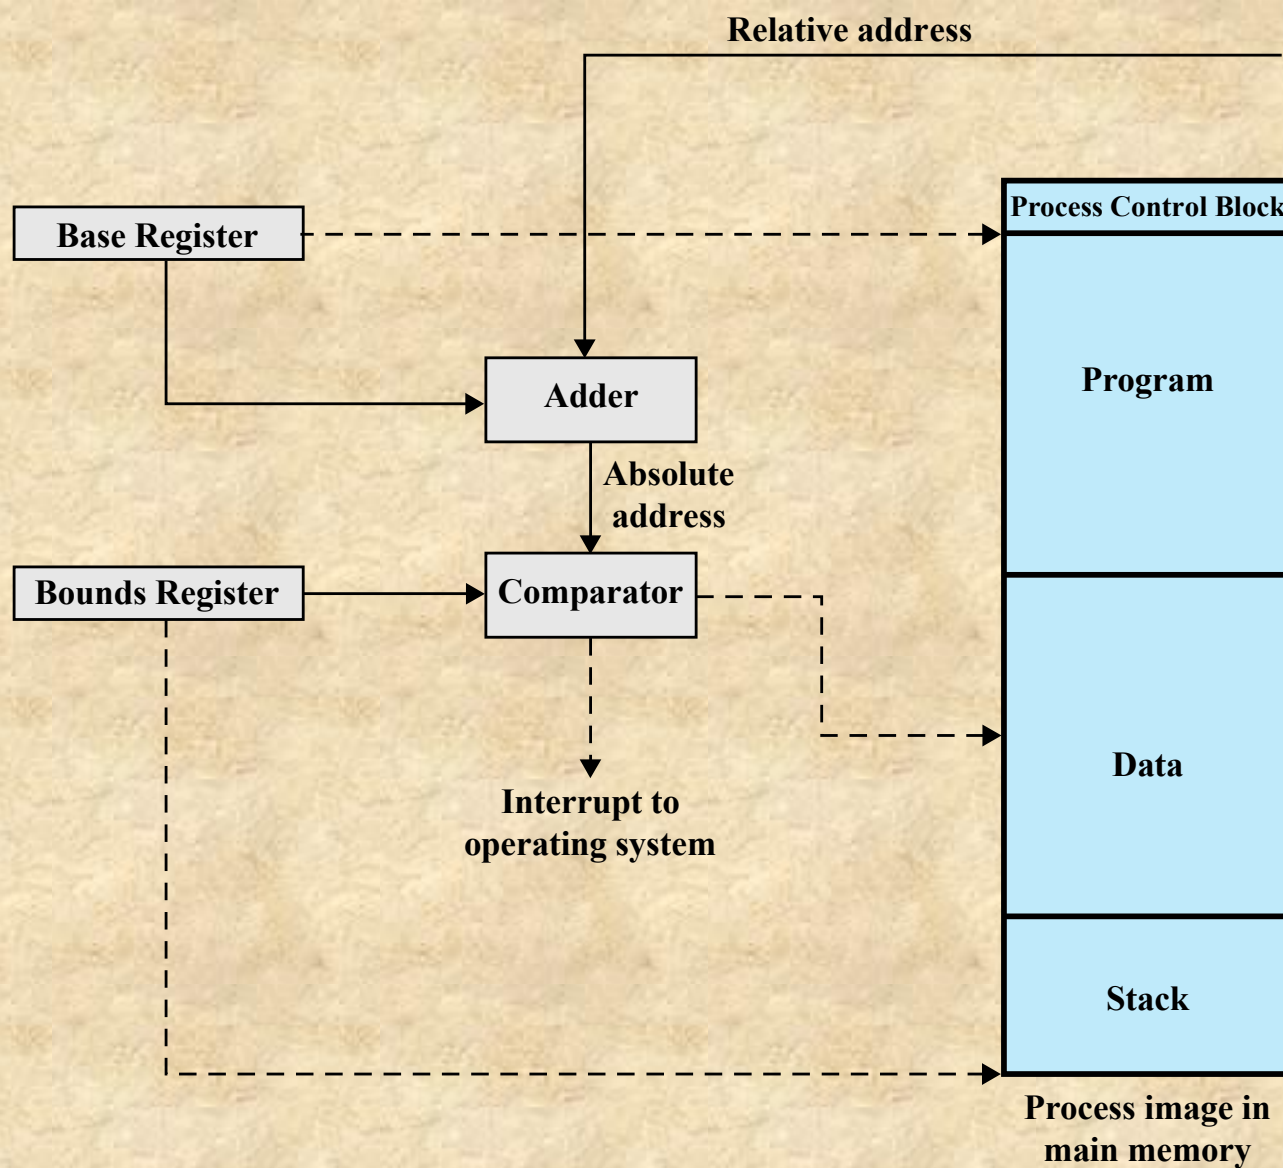 Relative address
Process Control Block
Base Register
Program
Adder
Absolute
address
Bounds Register
Comparator
Data
Interrupt to
operating system
Stack
Process image in
main memory